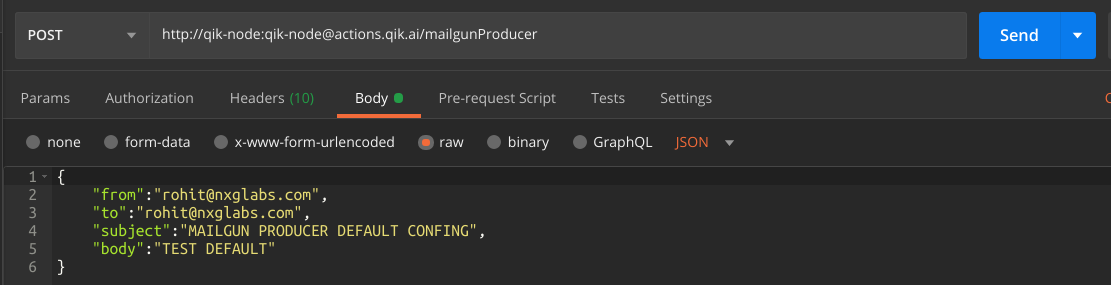 POST http://qik-node:qik-node@actions.qik.ai/mailgunProducer Send
Params Authorization Headers (10) Body Pre-request Script Tests Settings
none form-data x-www-form-urlencoded raw binary GraphQL JSON
1 {
2 "from":"rohit@nxglabs.com",
3 "to":"rohit@nxglabs.com",
4 "subject":"MAILGUN PRODUCER DEFAULT CONFING",
5 "body":"TEST DEFAULT"
6 }